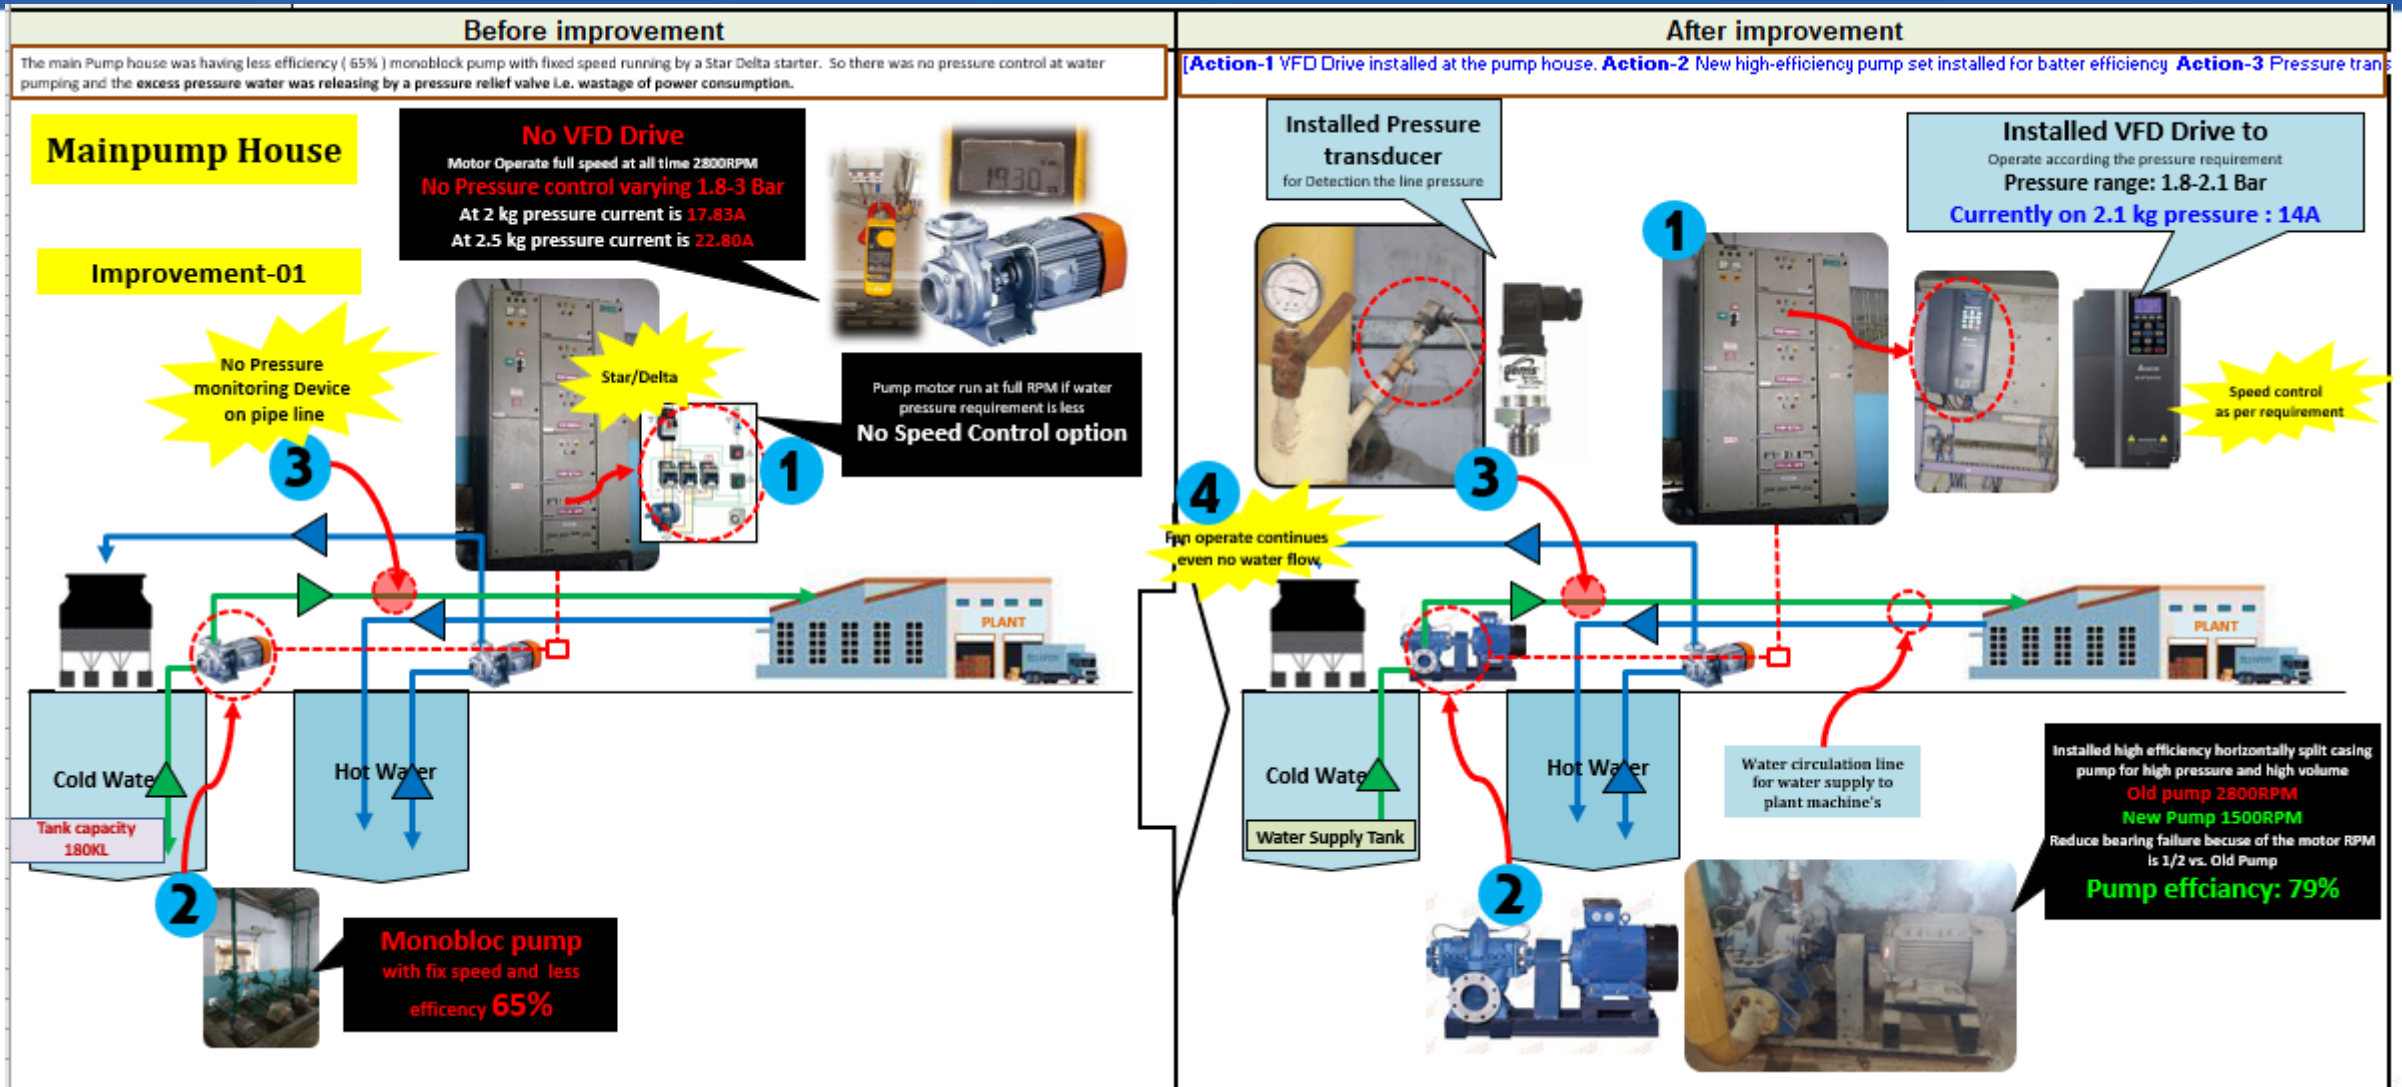 Before improvement
The main Pump house was having less efficiency ( 65% ) monoblock pump with fixed speed running by a Star Delta starter.  So there was no pressure control at water
pumping and the excess pressure water was releasing by a pressure relief valve i.e. wastage of power consumption.
Mainpump House
Improvement-01
No VFD Drive
Motor Operate full speed at all time 2800RPM
No Pressure control varying 1.8-3 Bar
At 2 kg pressure current is 17.83A
At 2.5 kg pressure current is 22.80A
19.30
No Pressure
monitoring Device
on pipe line
3
Star/Delta
1
Pump motor run at full RPM if water
pressure requirement is less
No Speed Control option
PLANT
Cold Wate
Hot Water
Tank capacity
180KL
2
Monobloc pump
with fix speed and  less
efficency 65%
After improvement
[Action-1 VFD Drive installed at the pump house. Action-2 New high-efficiency pump set installed for batter efficiency  Action-3 Pressure trans
Installed Pressure
transducer
for Detection the line pressure
Installed VFD Drive to
Operate according the pressure requirement
Pressure range: 1.8-2.1 Bar
Currently on 2.1 kg pressure : 14A
1
gems
Speed control
as per requirement
3
4
Fan operate continues
even no water flow
PLANT
Cold Wate
Hot Water
Water Supply Tank
Water circulation line
for water supply to
plant machine's
2
Installed high efficiency horizontally split casing
pump for high pressure and high volume
Old pump 2800RPM
New Pump 1500RPM
Reduce bearing failure becuse of the motor RPM
is 1/2 vs. Old Pump
Pump effciancy: 79%